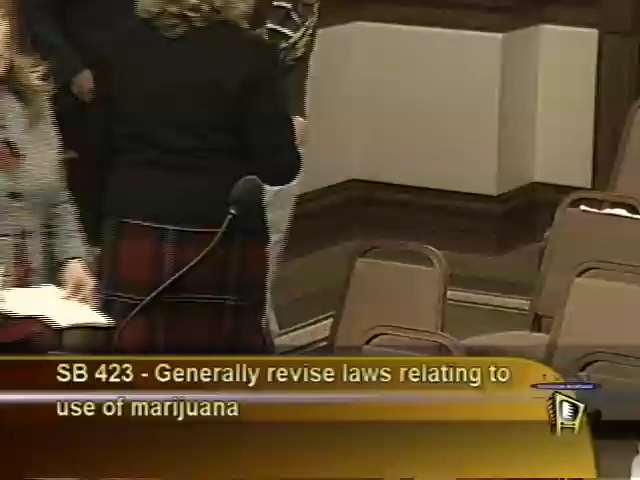 SB 423 - Generally revise laws relating to
use of marijuana